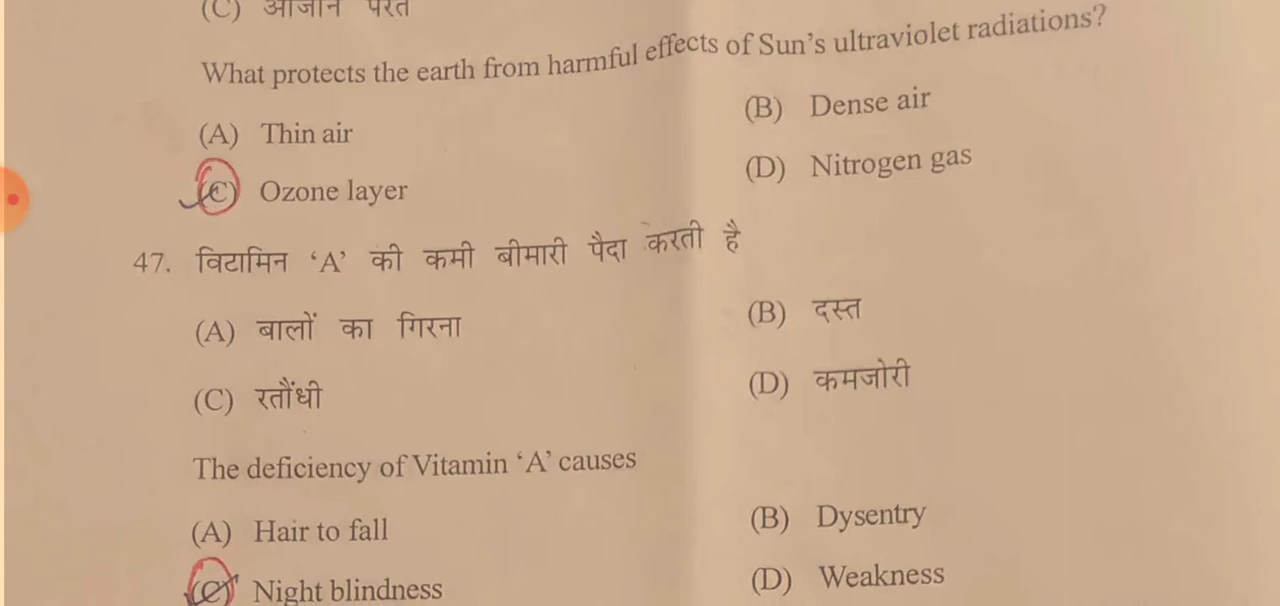 (C) ओजोन परत
What protects the earth from harmful effects of Sun's ultraviolet radiations?
(A) Thin air (B) Dense air
(C) Ozone layer (D) Nitrogen gas
47. विटामिन 'A' की कमी बीमारी पैदा करती है
(A) बालों का गिरना (B) दस्त
(C) रतौंधी (D) कमजोरी
The deficiency of Vitamin 'A' causes
(A) Hair to fall (B) Dysentry
(C) Night blindness (D) Weakness